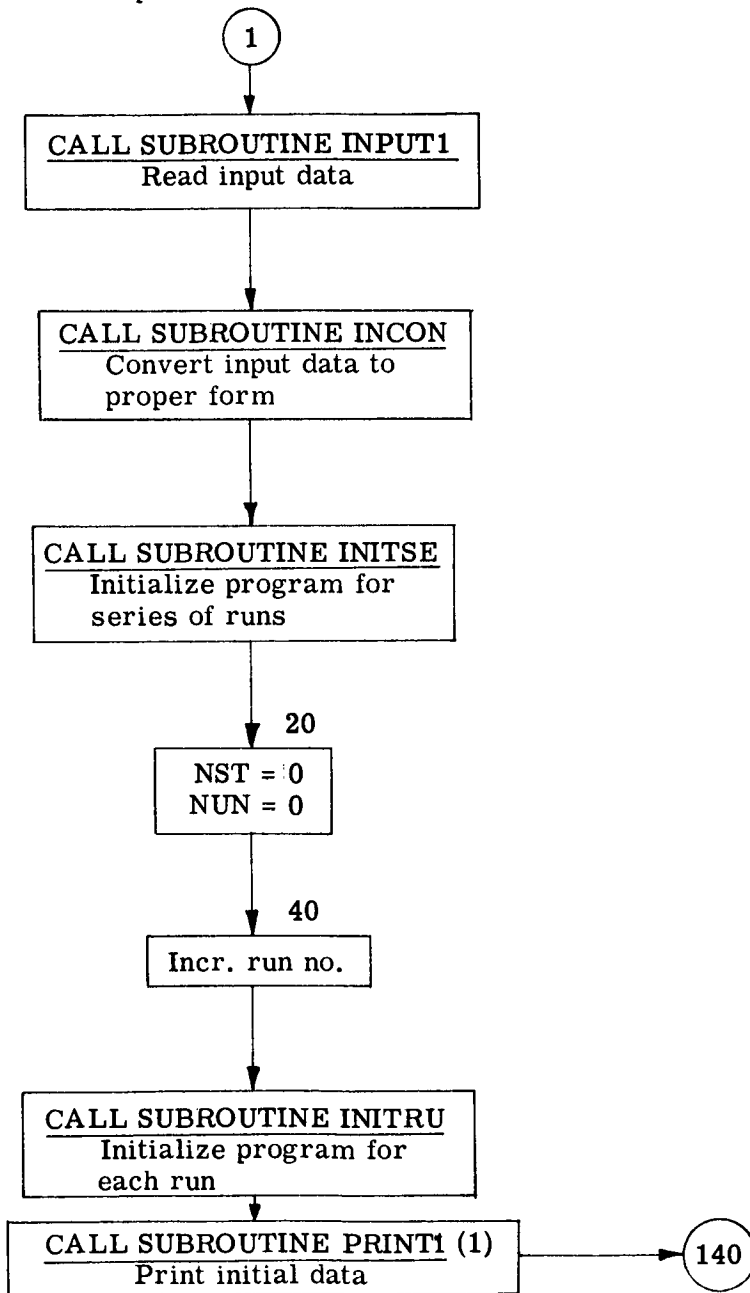 1
CALL SUBROUTINE INPUT1
Read input data
CALL SUBROUTINE INCON
Convert input data to
proper form
CALL SUBROUTINE INITSE
Initialize program for
series of runs
20
NST = 0
NUN = 0
40
Incr. run no.
CALL SUBROUTINE INITRU
Initialize program for
each run
CALL SUBROUTINE PRINT1 (1)
Print initial data
140